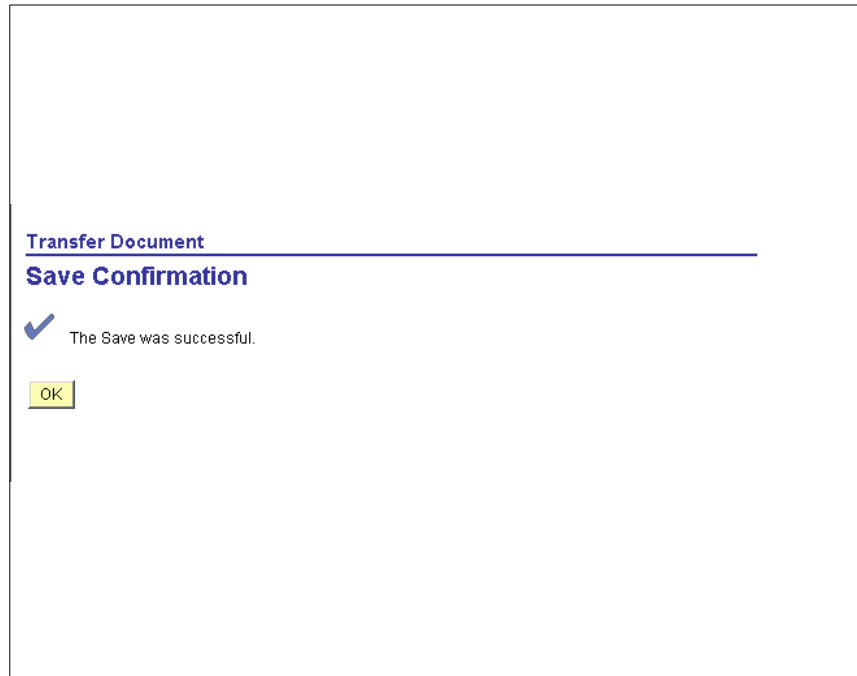 Transfer Document
Save Confirmation
The Save was successful.
OK